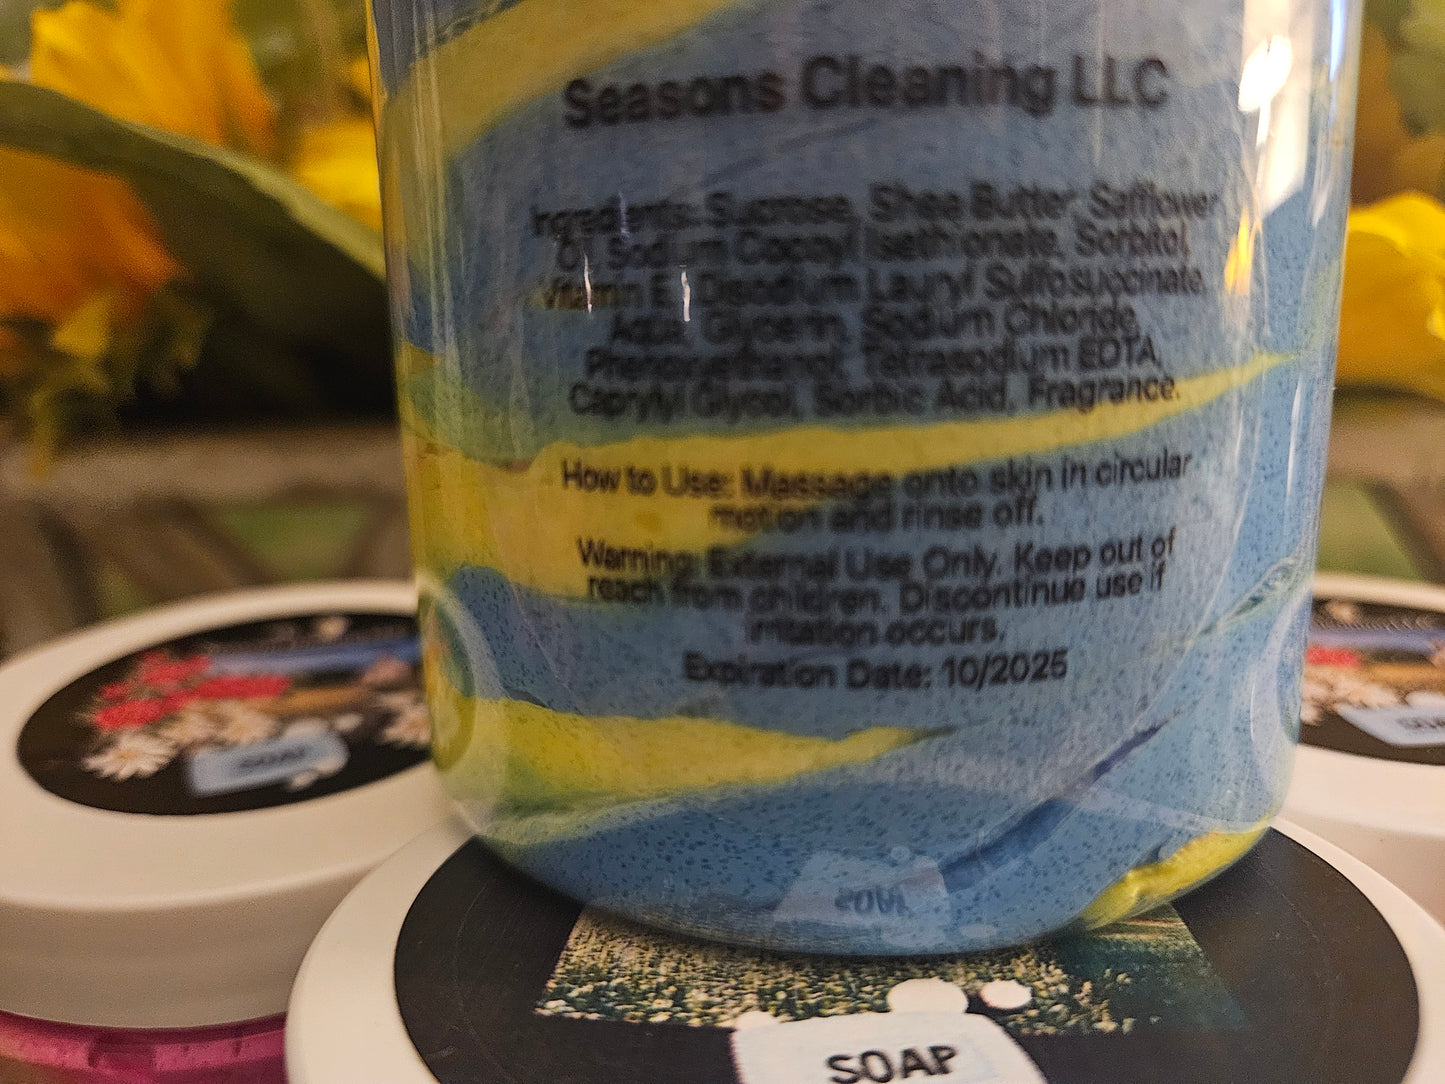 Seasons Cleaning LLC
Ingredients: Sucrose, Shee Butter, Safflower
Oil, Sodium Cocoyl Isethionate, Sorbitol,
Vitamin E, Disodium Lauryl Sulfosuccinate,
Aqua, Glycerin, Sodium Chloride,
Phenoxyethanol, Tetrasodium EDTA,
Caprylyl Glycol, Sorbic Acid, Fragrance.
How to Use: Massage onto skin in circular
motion and rinse off.
Warning: External Use Only. Keep out of
reach from children. Discontinue use if
irritation occurs.
Expiration Date: 10/2025
SOAP
SOAP